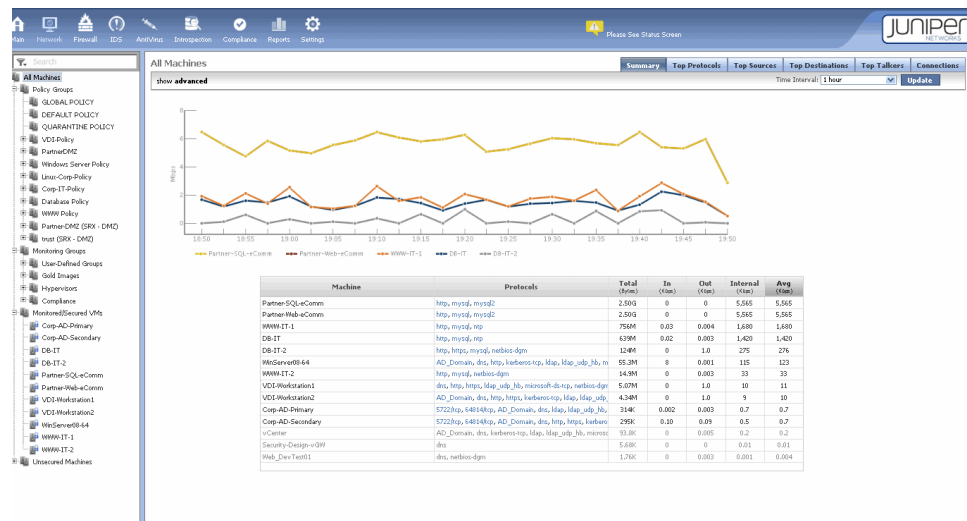 Main Network Firewall IDS AntiVirus Introspection Compliance Reports Settings
Please See Status Screen
JUNIPER
NETWORKS
Search
All Machines
Policy Groups
GLOBAL POLICY
DEFAULT POLICY
QUARANTINE POLICY
VDI-Policy
PartnerDMZ
Windows Server Policy
Linux-Corp-Policy
Corp-IT-Policy
Database Policy
WWW Policy
Partner-DMZ (SRX - DMZ)
trust (SRX - DMZ)
Monitoring Groups
User-Defined Groups
Gold Images
Hypervisors
Compliance
Monitored/Secured VMs
Corp-AD-Primary
Corp-AD-Secondary
DB-IT
DB-IT-2
Partner-SQL-eComm
Partner-Web-eComm
VDI-Workstation1
VDI-Workstation2
WinServer08-64
WWW-IT-1
WWW-IT-2
Unsecured Machines
All Machines
Summary Top Protocols Top Sources Top Destinations Top Talkers Connections
show advanced
Time Interval: 1 hour Update
8
6
4
2
0
Mbps
18:50 18:55 19:00 19:05 19:10 19:15 19:20 19:25 19:30 19:35 19:40 19:45 19:50
Partner-SQL-eComm Partner-Web-eComm WWW-IT-1 DB-IT DB-IT-2
Machine Protocols Total (Bytes) In (Kbps) Out (Kbps) Internal (Kbps) Avg (Kbps)
Partner-SQL-eComm http, mysql, mysql2 2.50G 0 0 5,565 5,565
Partner-Web-eComm http, mysql, mysql2 2.50G 0 0 5,565 5,565
WWW-IT-1 http, mysql, ntp 756M 0.03 0.004 1,680 1,680
DB-IT http, mysql, ntp 639M 0.02 0.003 1,420 1,420
DB-IT-2 http, https, mysql, netbios-dgm 124M 0 1.0 275 276
WinServer08-64 AD_Domain, dns, http, kerberos-tcp, ldap, ldap_udp_hb, m 55.3M 8 0.001 115 123
WWW-IT-2 http, mysql, netbios-dgm 14.9M 0 0.003 33 33
VDI-Workstation1 dns, http, https, ldap_udp_hb, microsoft-ds-tcp, netbios-dgm 5.07M 0 1.0 10 11
VDI-Workstation2 AD_Domain, dns, http, https, kerberos-tcp, ldap, ldap_udp_ 4.34M 0 1.0 9 10
Corp-AD-Primary 5722/tcp, 64814/tcp, AD_Domain, dns, ldap, ldap_udp_hb, 314K 0.002 0.003 0.7 0.7
Corp-AD-Secondary 5722/tcp, 64814/tcp, AD_Domain, dns, http, https, kerbero 295K 0.10 0.09 0.5 0.7
vCenter AD_Domain, dns, kerberos-tcp, ldap, ldap_udp_hb, microsc 93.8K 0 0.005 0.2 0.2
Security-Design-vGW dns 5.68K 0 0 0.01 0.01
Web_DevTest01 dns, netbios-dgm 1.76K 0 0.003 0.001 0.004